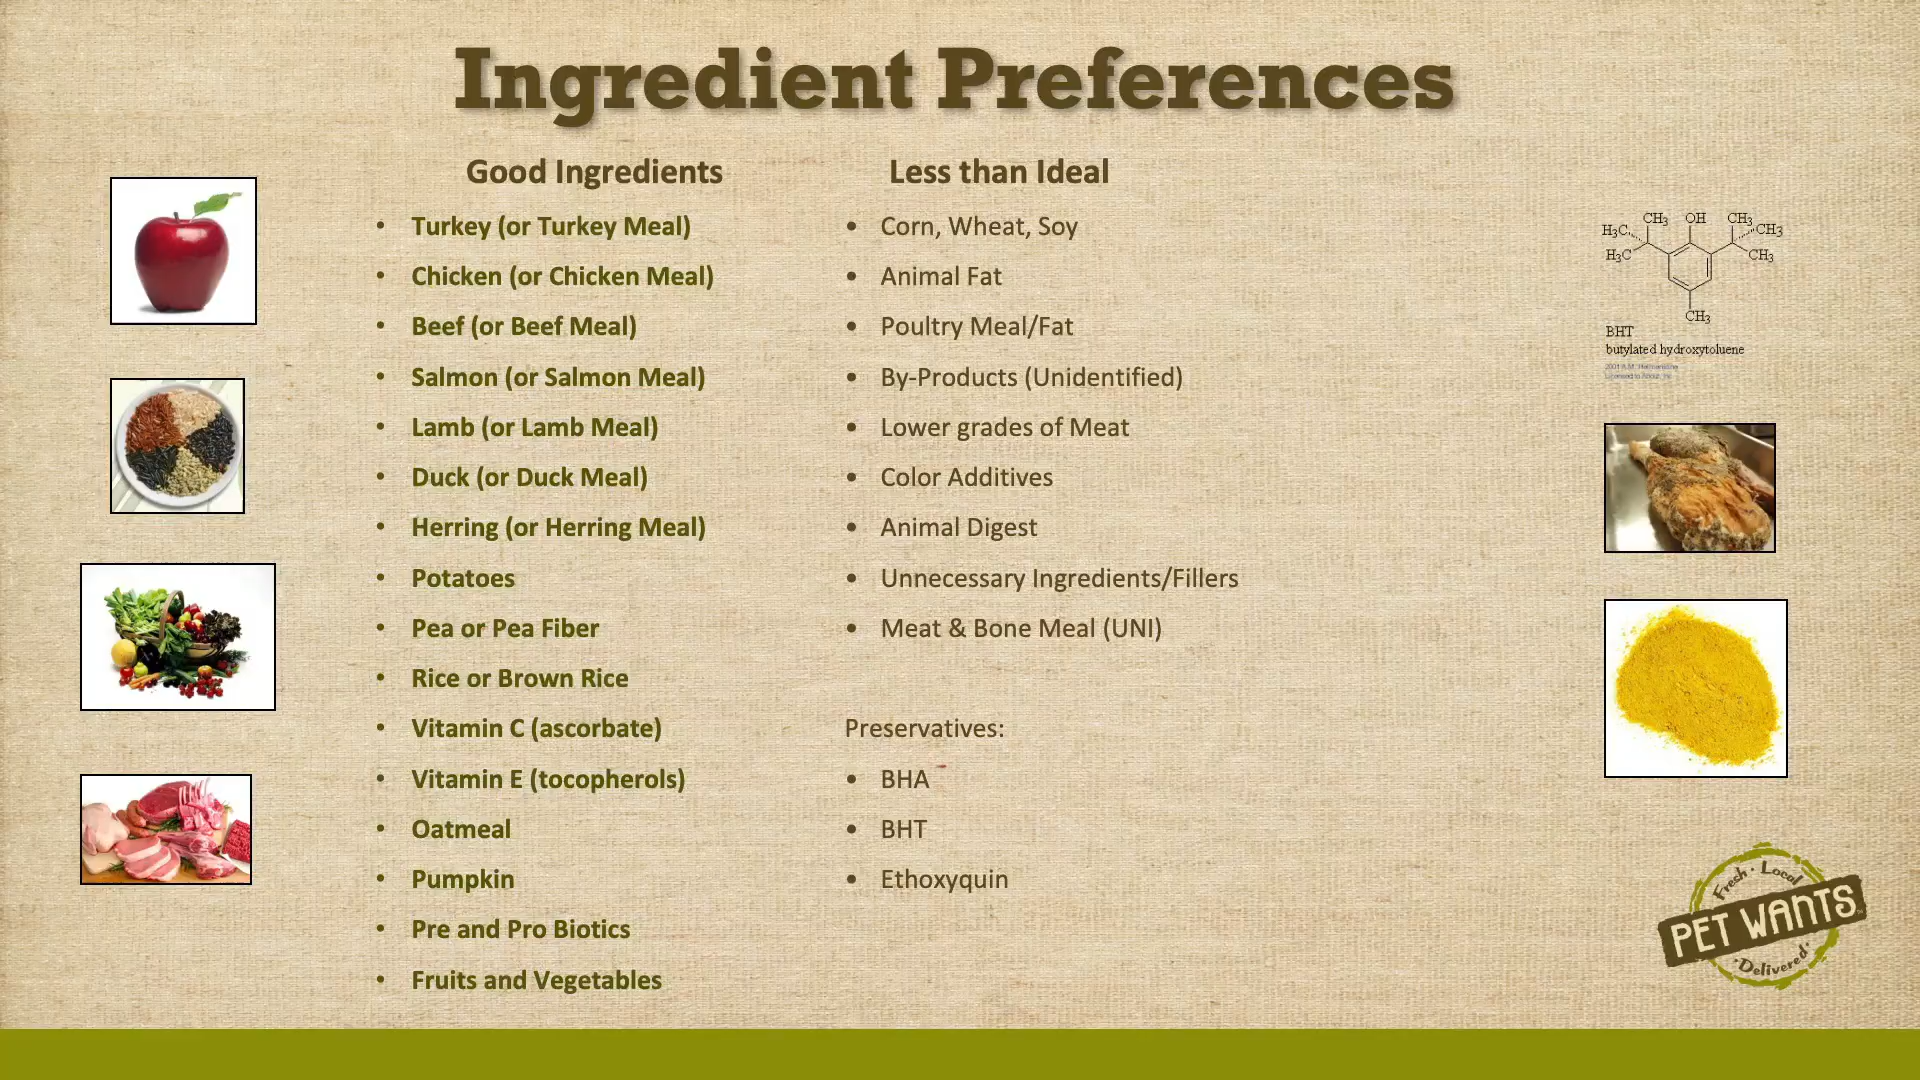 Ingredient Preferences
Good Ingredients
• Turkey (or Turkey Meal)
• Chicken (or Chicken Meal)
• Beef (or Beef Meal)
• Salmon (or Salmon Meal)
• Lamb (or Lamb Meal)
• Duck (or Duck Meal)
• Herring (or Herring Meal)
• Potatoes
• Pea or Pea Fiber
• Rice or Brown Rice
• Vitamin C (ascorbate)
• Vitamin E (tocopherols)
• Oatmeal
• Pumpkin
• Pre and Pro Biotics
• Fruits and Vegetables
Less than Ideal
• Corn, Wheat, Soy
• Animal Fat
• Poultry Meal/Fat
• By-Products (Unidentified)
• Lower grades of Meat
• Color Additives
• Animal Digest
• Unnecessary Ingredients/Fillers
• Meat & Bone Meal (UNI)
Preservatives:
• BHA
• BHT
• Ethoxyquin
CH3 OH CH3
H3C CH3
H3C CH3
CH3
BHT
butylated hydroxytoluene
Fresh · Local
PET WANTS
· Delivered ·